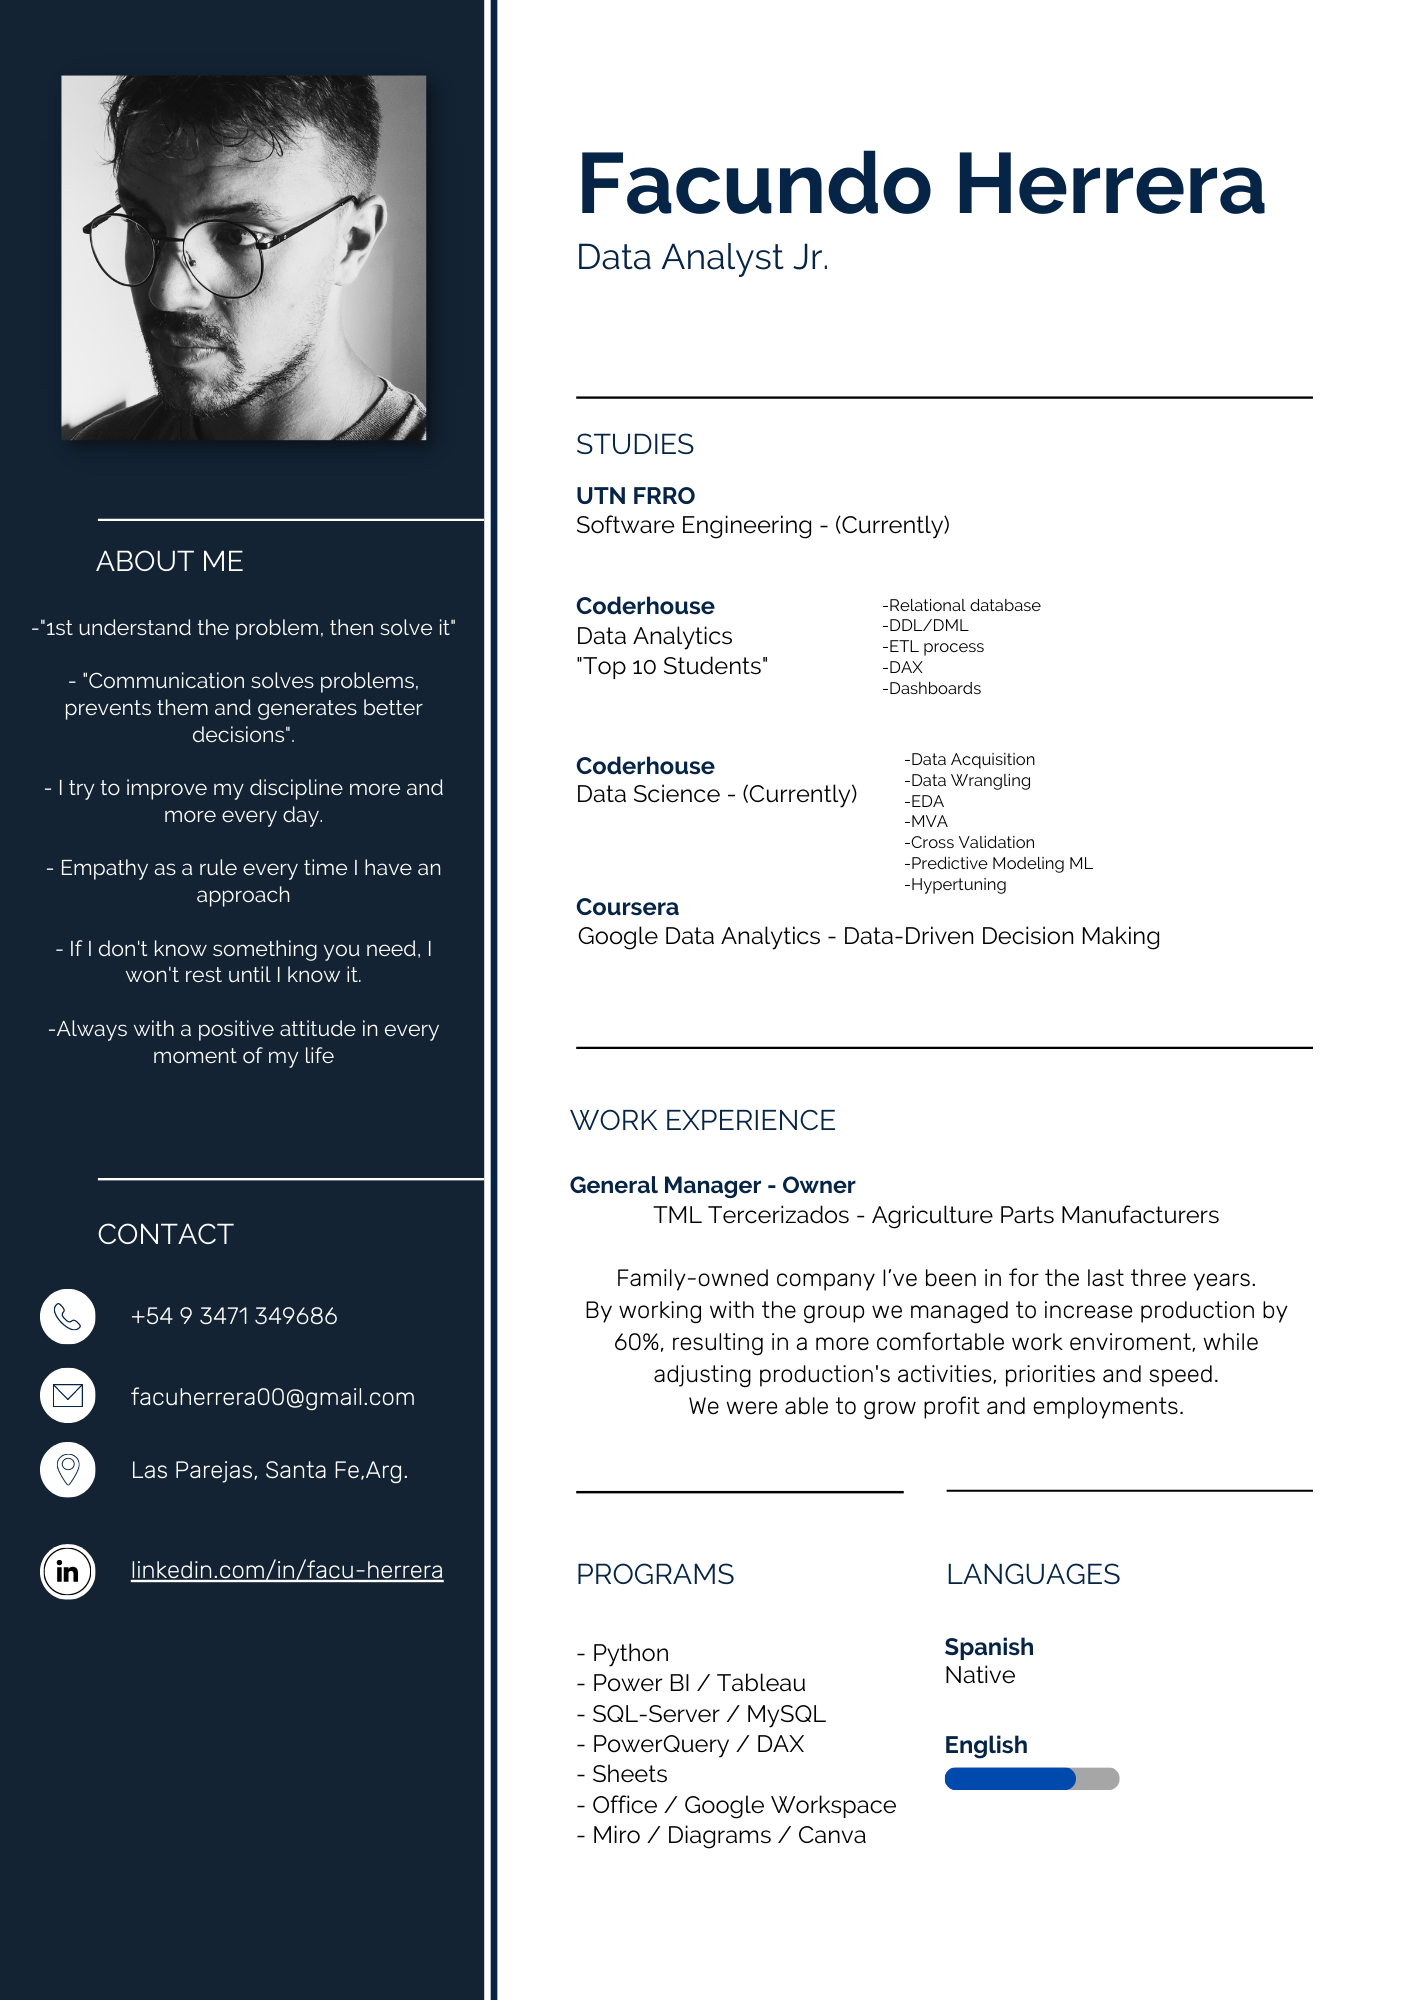 Facundo Herrera
Data Analyst Jr.
ABOUT ME
-"1st understand the problem, then solve it"
- "Communication solves problems,
prevents them and generates better
decisions".
- I try to improve my discipline more and
more every day.
- Empathy as a rule every time I have an
approach
- If I don't know something you need, I
won't rest until I know it.
-Always with a positive attitude in every
moment of my life
CONTACT
+54 9 3471 349686
facuherrera00@gmail.com
Las Parejas, Santa Fe,Arg.
in
linkedin.com/in/facu-herrera
STUDIES
UTN FRRO
Software Engineering - (Currently)
Coderhouse
Data Analytics
"Top 10 Students"
-Relational database
-DDL/DML
-ETL process
-DAX
-Dashboards
Coderhouse
Data Science - (Currently)
-Data Acquisition
-Data Wrangling
-EDA
-MVA
-Cross Validation
-Predictive Modeling ML
-Hypertuning
Coursera
Google Data Analytics - Data-Driven Decision Making
WORK EXPERIENCE
General Manager - Owner
TML Tercerizados - Agriculture Parts Manufacturers
Family-owned company I’ve been in for the last three years.
By working with the group we managed to increase production by
60%, resulting in a more comfortable work enviroment, while
adjusting production's activities, priorities and speed.
We were able to grow profit and employments.
PROGRAMS
- Python
- Power BI / Tableau
- SQL-Server / MySQL
- PowerQuery / DAX
- Sheets
- Office / Google Workspace
- Miro / Diagrams / Canva
LANGUAGES
Spanish
Native
English